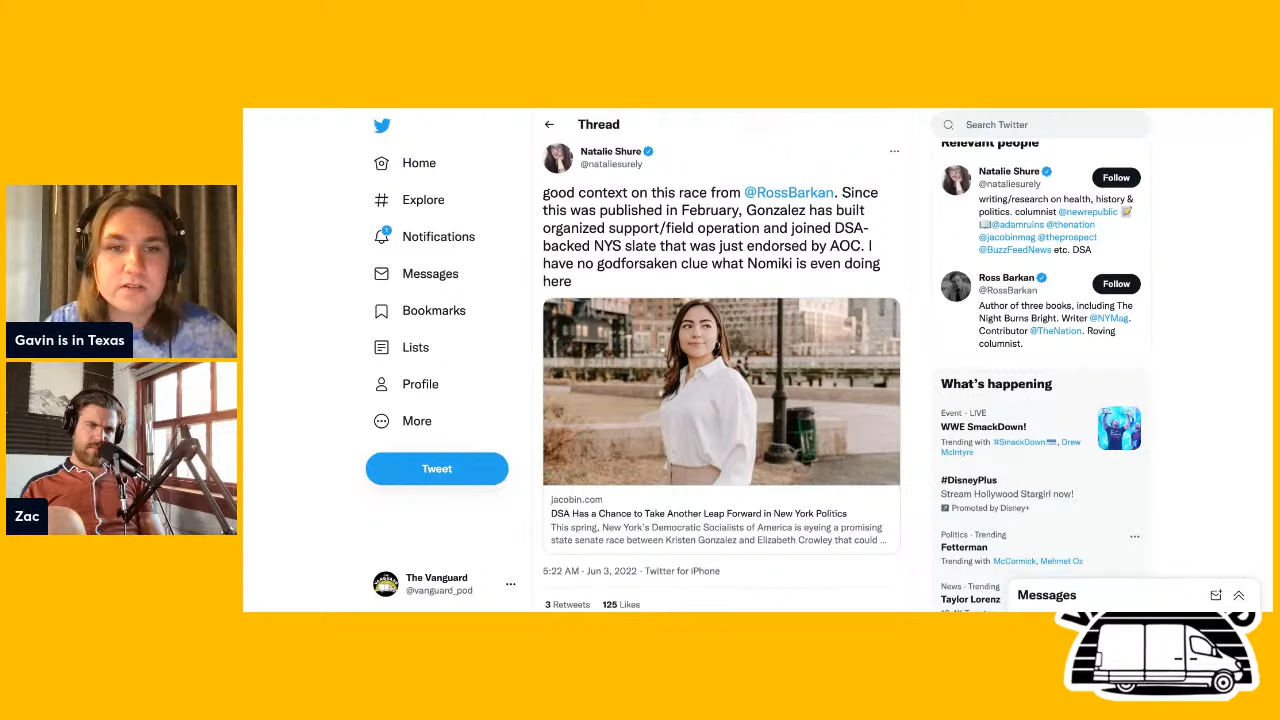 Gavin is in Texas
Zac
Home
Explore
Notifications
Messages
Bookmarks
Lists
Profile
More
Tweet
The Vanguard
@vanguard_pod
Thread
Natalie Shure
@nataliesurely
good context on this race from @RossBarkan. Since
this was published in February, Gonzalez has built
organized support/field operation and joined DSA-
backed NYS slate that was just endorsed by AOC. I
have no godforsaken clue what Nomiki is even doing
here
jacobin.com
DSA Has a Chance to Take Another Leap Forward in New York Politics
This spring, New York's Democratic Socialists of America is eyeing a promising
state senate race between Kristen Gonzalez and Elizabeth Crowley that could ...
5:22 AM · Jun 3, 2022 · Twitter for iPhone
3 Retweets 125 Likes
Search Twitter
Relevant people
Natalie Shure
@nataliesurely
Follow
writing/research on health, history &
politics. columnist @newrepublic
@adamruins @thenation
@jacobinmag @theprospect
@BuzzFeedNews etc. DSA
Ross Barkan
@RossBarkan
Follow
Author of three books, including The
Night Burns Bright. Writer @NYMag.
Contributor @TheNation. Roving
columnist.
What's happening
Event · LIVE
WWE SmackDown!
Trending with #SmackDown, Drew
McIntyre
#DisneyPlus
Stream Hollywood Stargirl now!
Promoted by Disney+
Politics · Trending
Fetterman
Trending with McCormick, Mehmet Oz
News · Trending
Taylor Lorenz
Messages